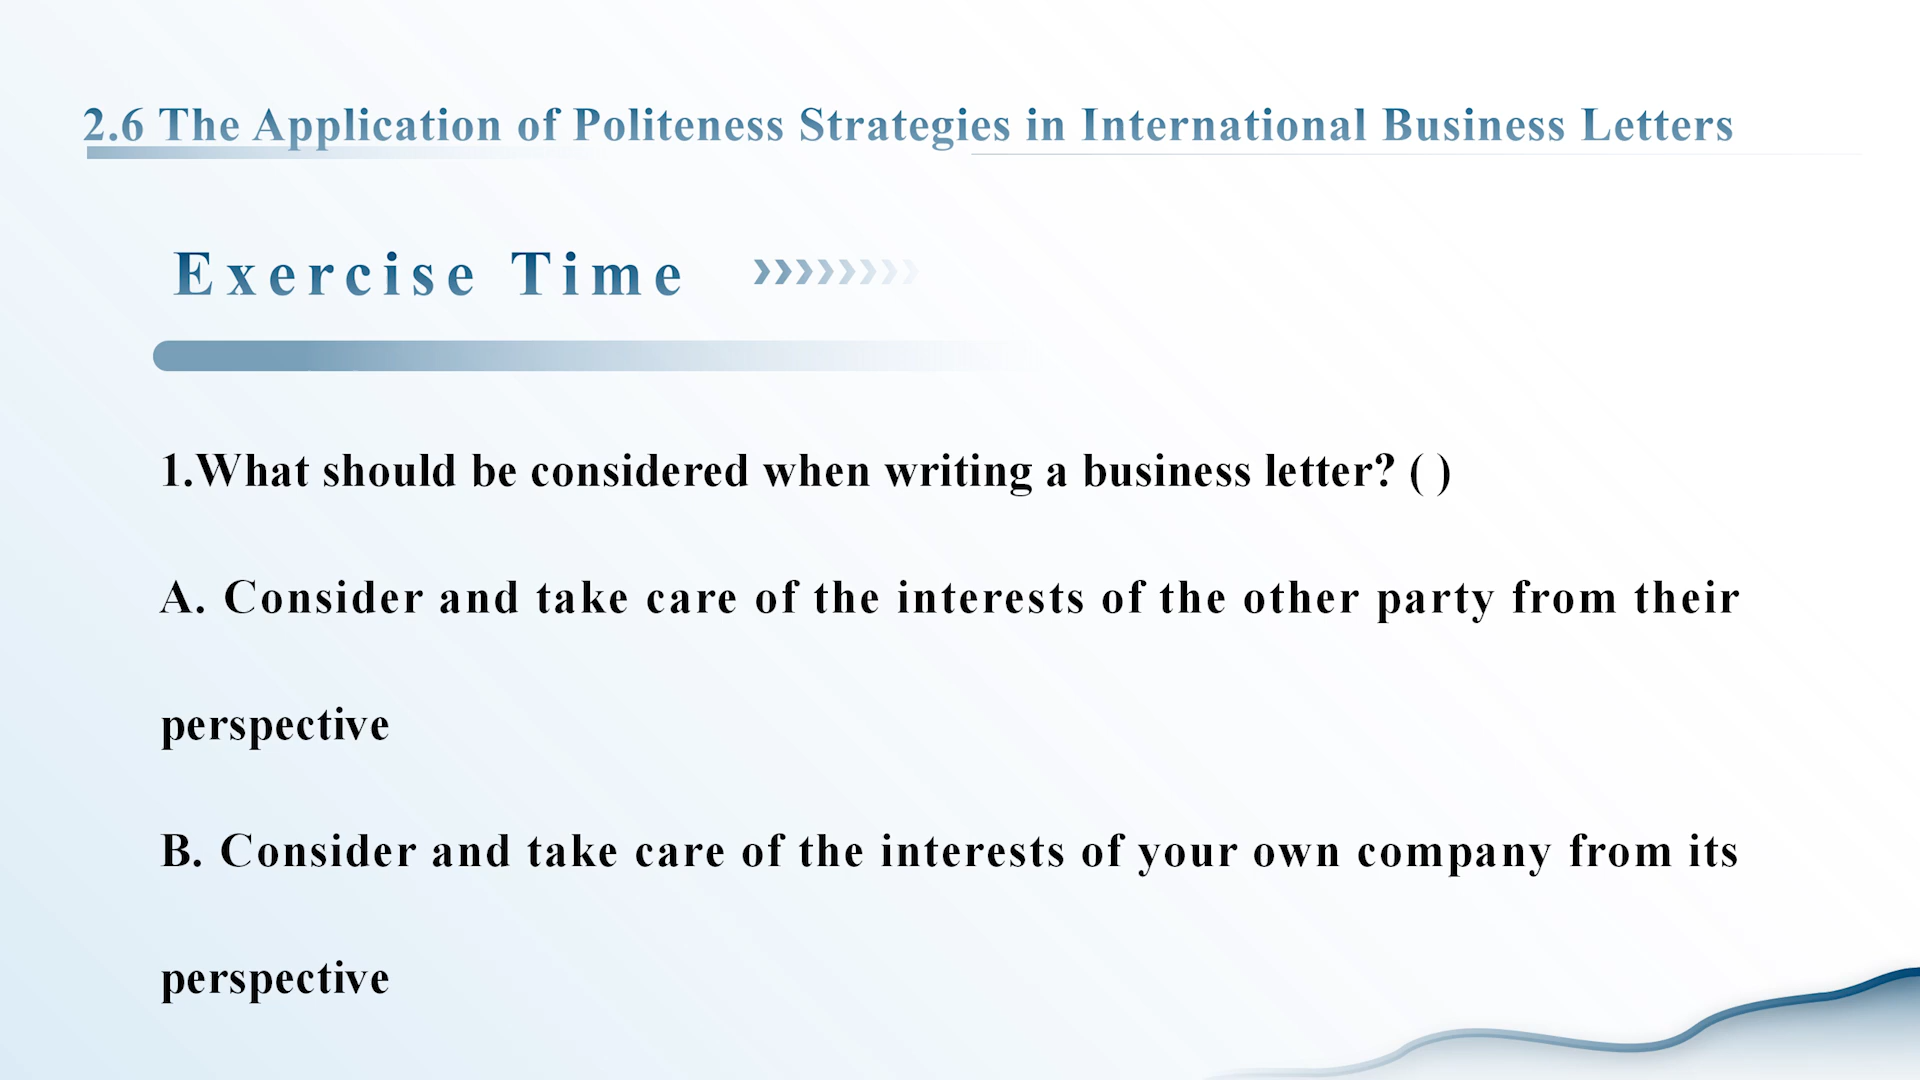 2.6 The Application of Politeness Strategies in International Business Letters
Exercise Time
1.What should be considered when writing a business letter? ( )
A. Consider and take care of the interests of the other party from their
perspective
B. Consider and take care of the interests of your own company from its
perspective